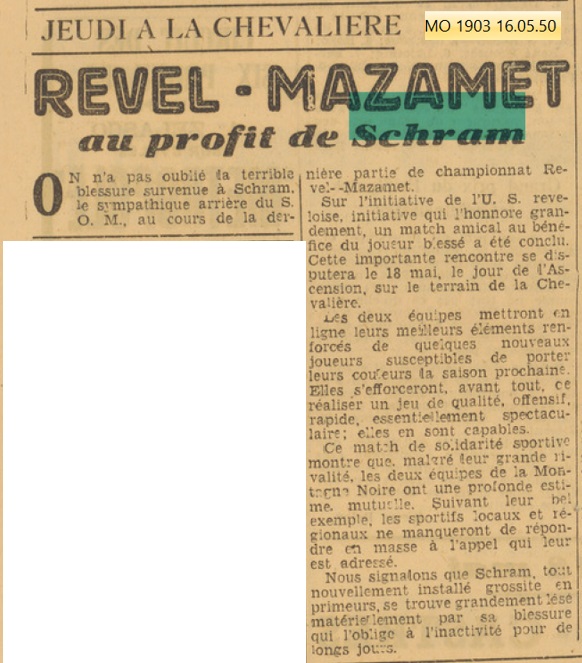 JEUDI A LA CHEVALIERE
MO 1903 16.05.50
REVEL - MAZAMET
au profit de Schram
ON n'a pas oublié la terrible
blessure survenue à Schram,
le sympathique arrière du S.
O. M., au cours de la der-
nière partie de championnat Re-
vel--Mazamet.
Sur l'initiative de l'U. S. reve-
loise, initiative qui l'honnore gran-
dement, un match amical au béné-
fice du joueur blessé a été conclu.
Cette importante rencontre se dis-
putera le 18 mai, le jour de l'As-
cension, sur le terrain de la Che-
valière.
Les deux équipes mettront en
ligne leurs meilleurs éléments ren-
forcés de quelques nouveaux
joueurs susceptibles de porter
leurs couleurs la saison prochaine.
Elles s'efforceront, avant tout, de
réaliser un jeu de qualité, offensif,
rapide, essentiellement spectacu-
laire; elles en sont capables.
Ce match de solidarité sportive
montre que, malgré leur grande ri-
valité, les deux équipes de la Mon-
tagne Noire ont une profonde esti-
me mutuelle. Suivant leur bel
exemple, les sportifs locaux et ré-
gionaux ne manqueront de répon-
dre en masse à l'appel qui leur
est adressé.
Nous signalons que Schram, tout
nouvellement installé grossite en
primeurs, se trouve grandement lésé
matériellement par sa blessure
qui l'oblige à l'inactivité pour de
longs jours.